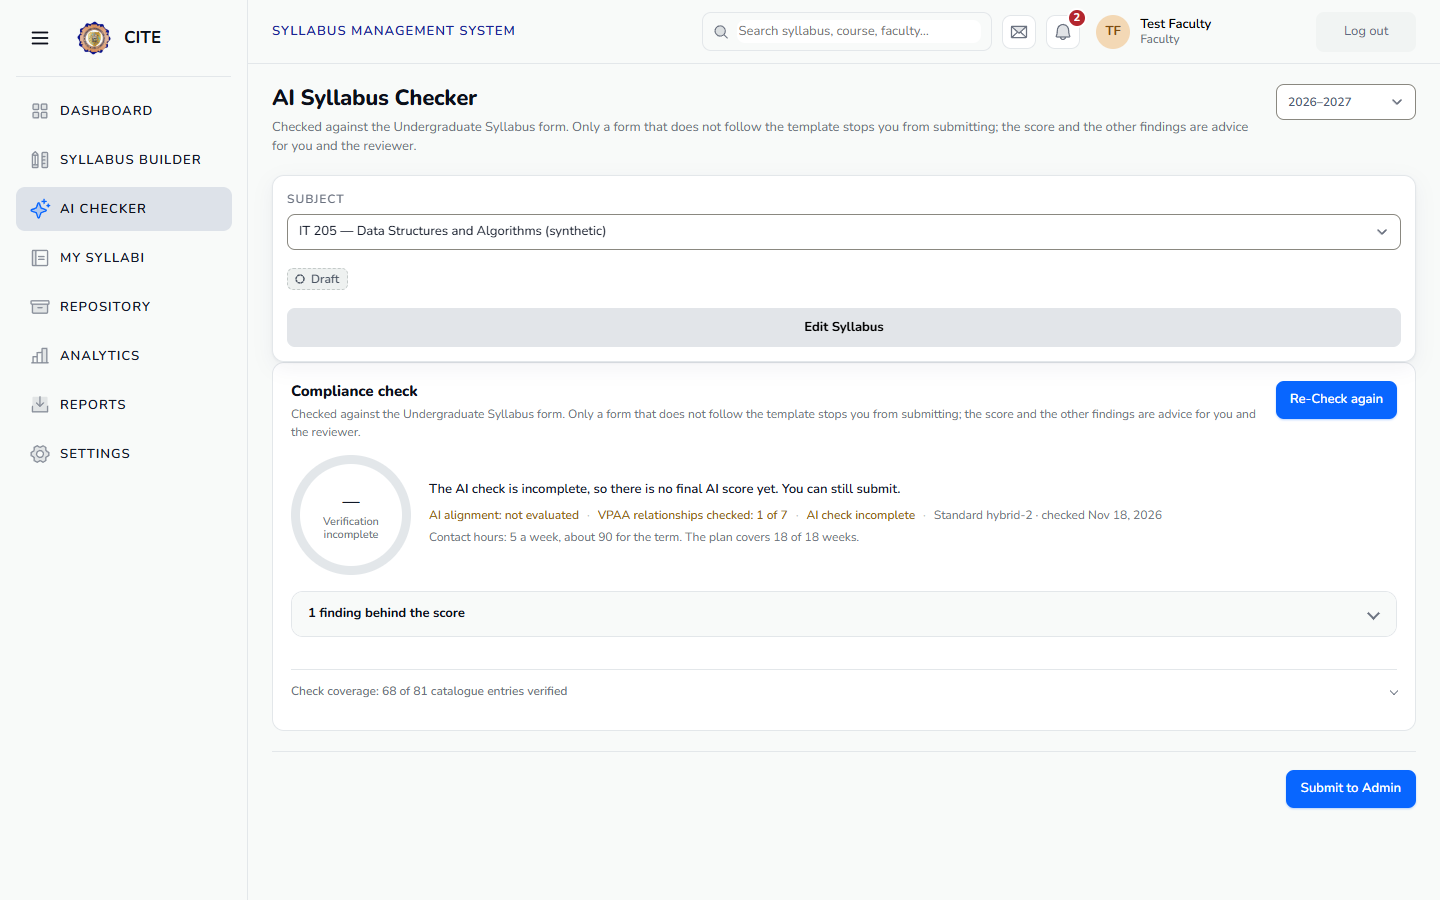 CITE
SYLLABUS MANAGEMENT SYSTEM
Search syllabus, course, faculty...
2
TF
Test Faculty
Faculty
Log out
DASHBOARD
SYLLABUS BUILDER
AI CHECKER
MY SYLLABI
REPOSITORY
ANALYTICS
REPORTS
SETTINGS
AI Syllabus Checker
2026–2027
Checked against the Undergraduate Syllabus form. Only a form that does not follow the template stops you from submitting; the score and the other findings are advice
for you and the reviewer.
SUBJECT
IT 205 — Data Structures and Algorithms (synthetic)
Draft
Edit Syllabus
Compliance check
Re-Check again
Checked against the Undergraduate Syllabus form. Only a form that does not follow the template stops you from submitting; the score and the other findings are advice for you and
the reviewer.
—
Verification
incomplete
The AI check is incomplete, so there is no final AI score yet. You can still submit.
AI alignment: not evaluated · VPAA relationships checked: 1 of 7 · AI check incomplete · Standard hybrid-2 · checked Nov 18, 2026
Contact hours: 5 a week, about 90 for the term. The plan covers 18 of 18 weeks.
1 finding behind the score
Check coverage: 68 of 81 catalogue entries verified
Submit to Admin